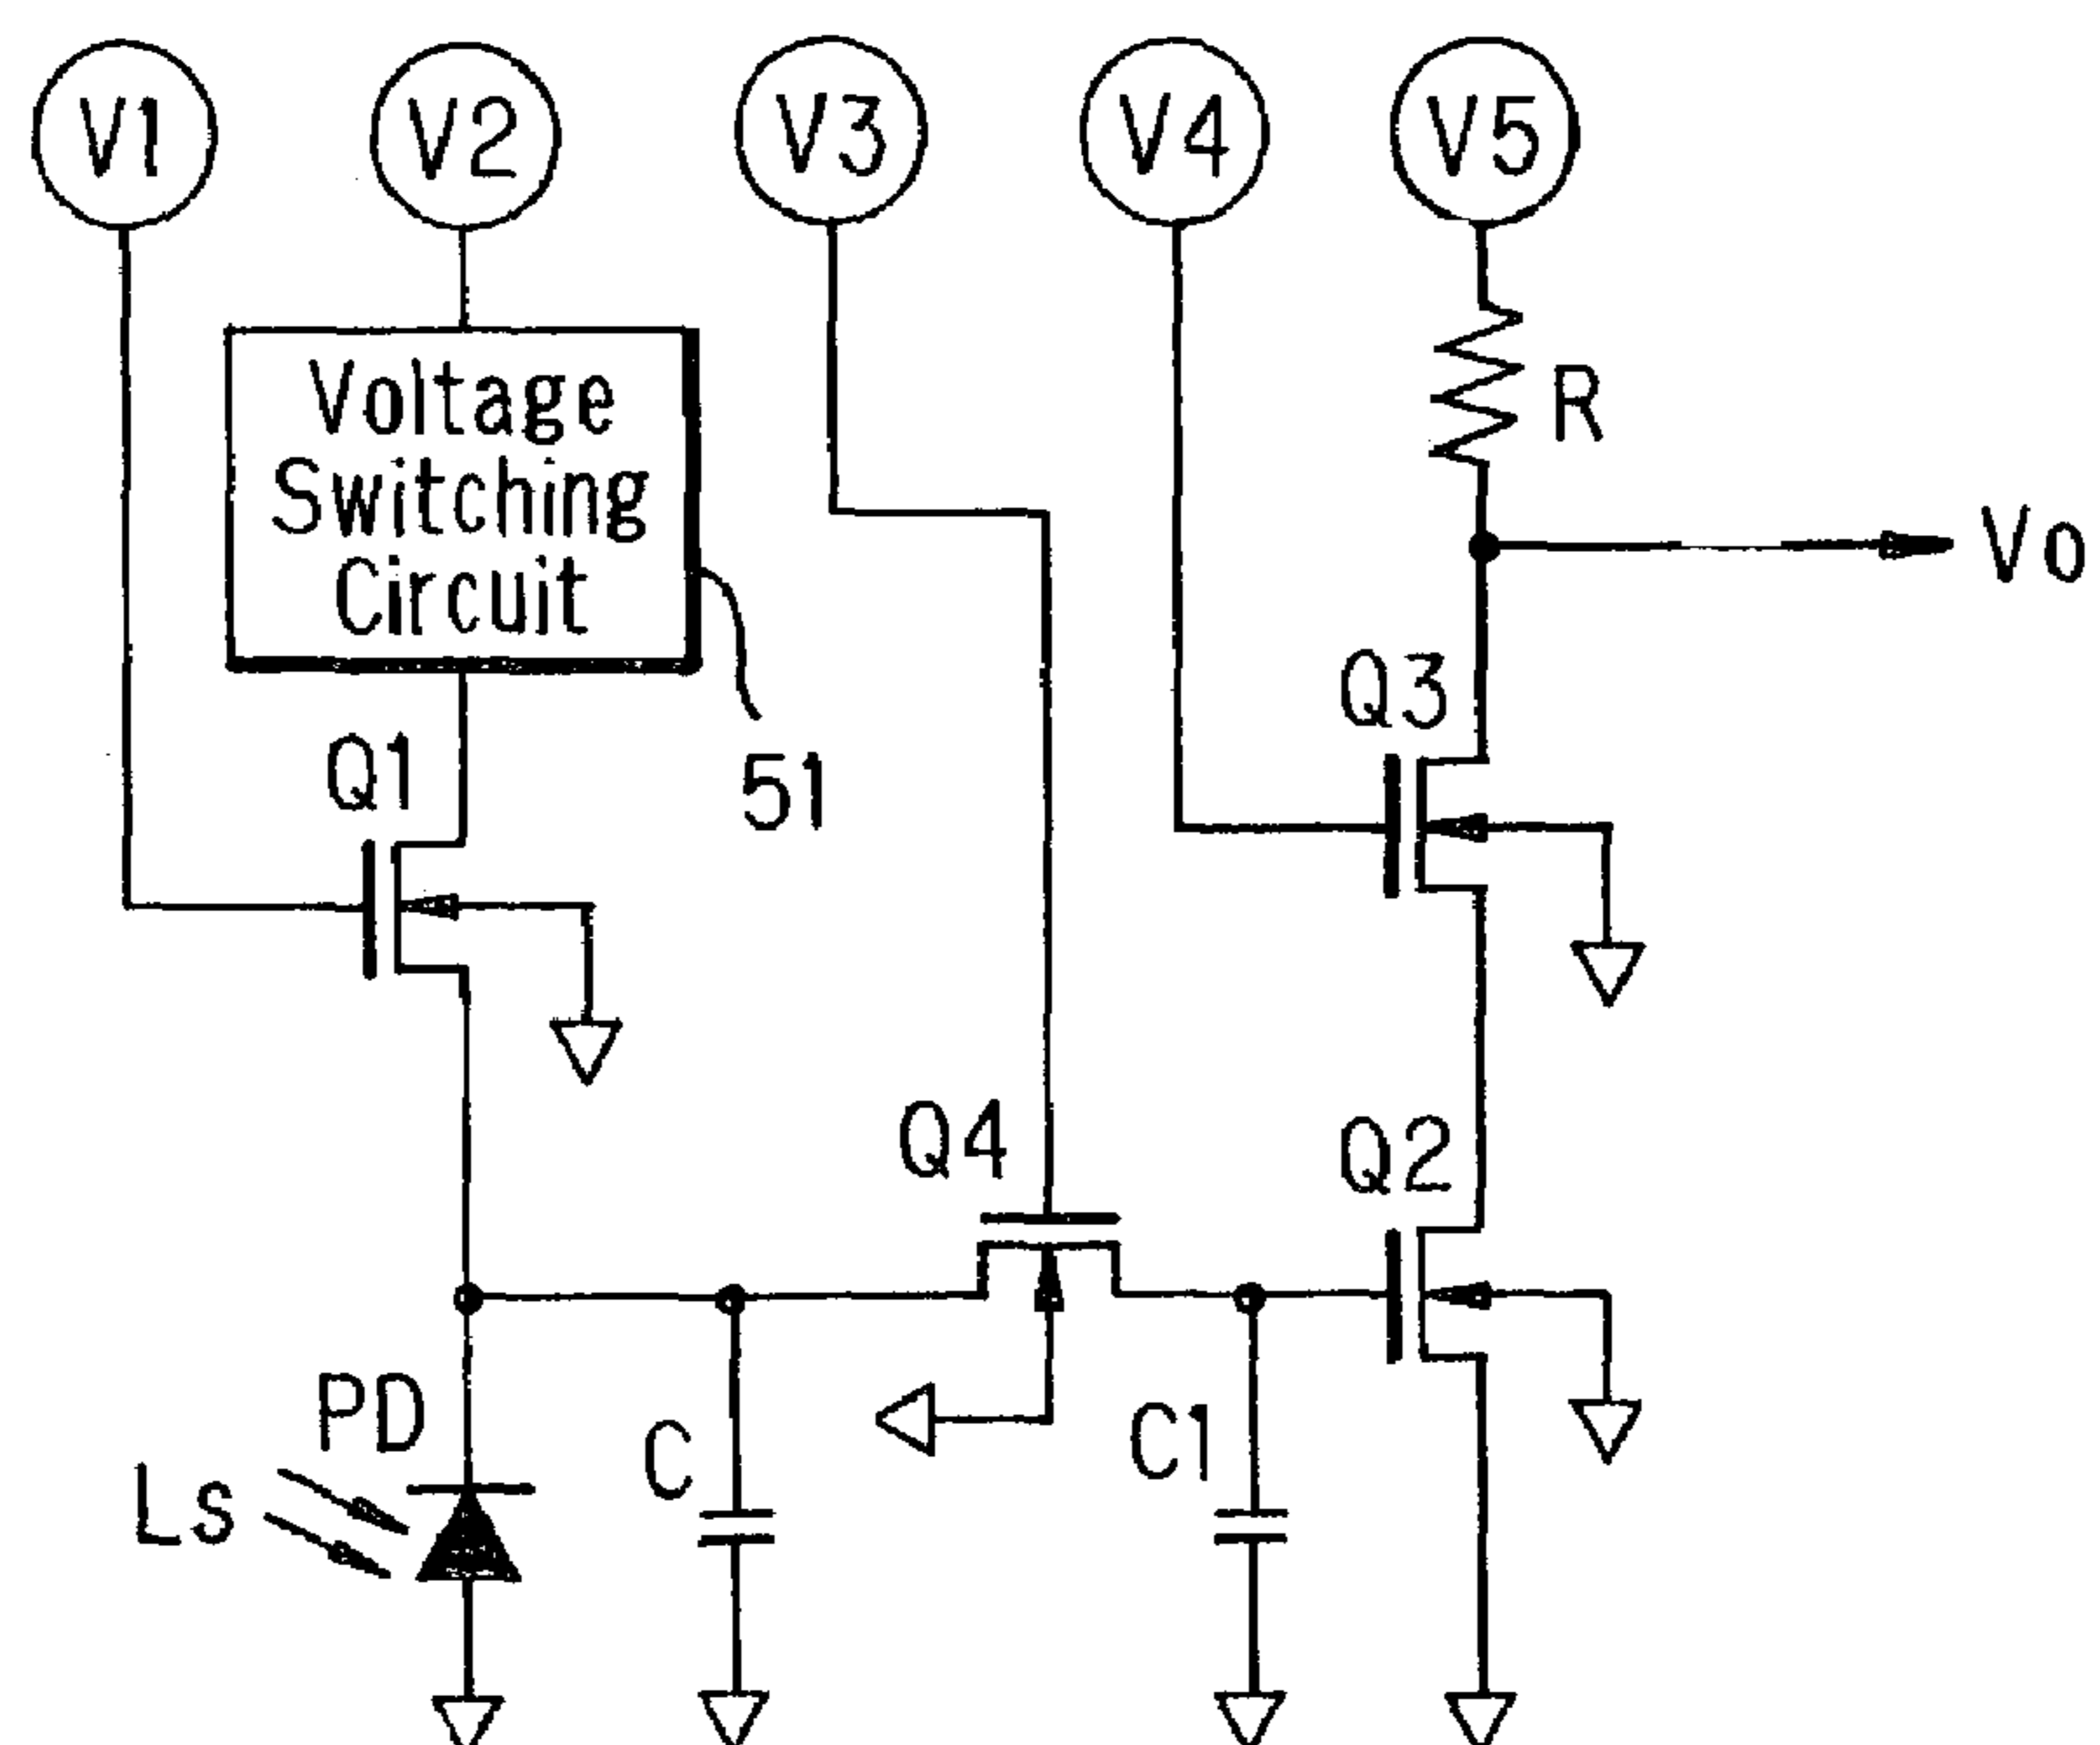 V1
V2
V3
V4
V5
Voltage
Switching
Circuit
R
Vo
Q3
Q1
51
Q4
Q2
PD
C
C1
Ls